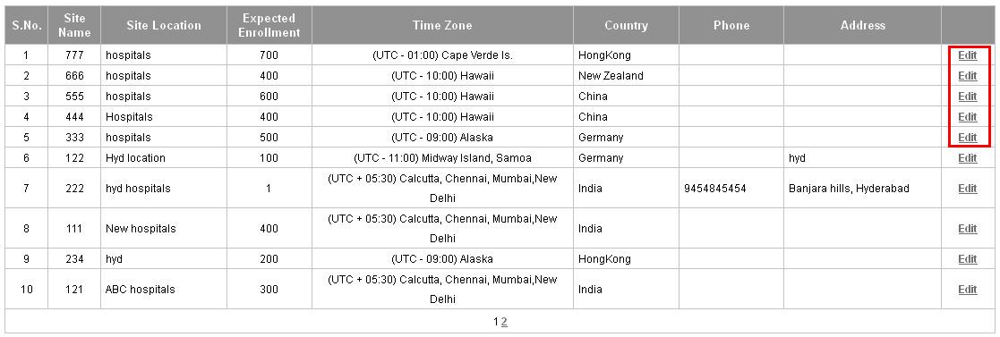 S.No. Site Name Site Location Expected Enrollment Time Zone Country Phone Address
1 777 hospitals 700 (UTC - 01:00) Cape Verde Is. HongKong Edit
2 666 hospitals 400 (UTC - 10:00) Hawaii New Zealand Edit
3 555 hospitals 600 (UTC - 10:00) Hawaii China Edit
4 444 Hospitals 400 (UTC - 10:00) Hawaii China Edit
5 333 hospitals 500 (UTC - 09:00) Alaska Germany Edit
6 122 Hyd location 100 (UTC - 11:00) Midway Island, Samoa Germany hyd Edit
7 222 hyd hospitals 1 (UTC + 05:30) Calcutta, Chennai, Mumbai,New Delhi India 9454845454 Banjara hills, Hyderabad Edit
8 111 New hospitals 400 (UTC + 05:30) Calcutta, Chennai, Mumbai,New Delhi India Edit
9 234 hyd 200 (UTC - 09:00) Alaska HongKong Edit
10 121 ABC hospitals 300 (UTC + 05:30) Calcutta, Chennai, Mumbai,New Delhi India Edit
1 2